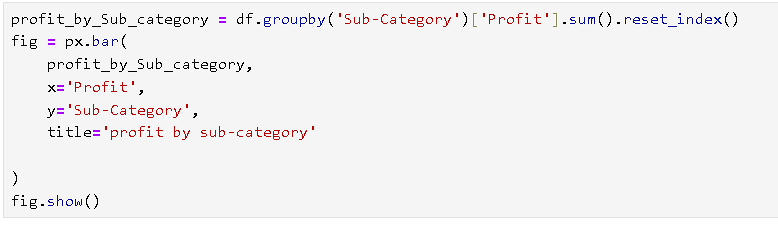 profit_by_Sub_category = df.groupby('Sub-Category')['Profit'].sum().reset_index()
fig = px.bar(
    profit_by_Sub_category,
    x='Profit',
    y='Sub-Category',
    title='profit by sub-category'
)
fig.show()